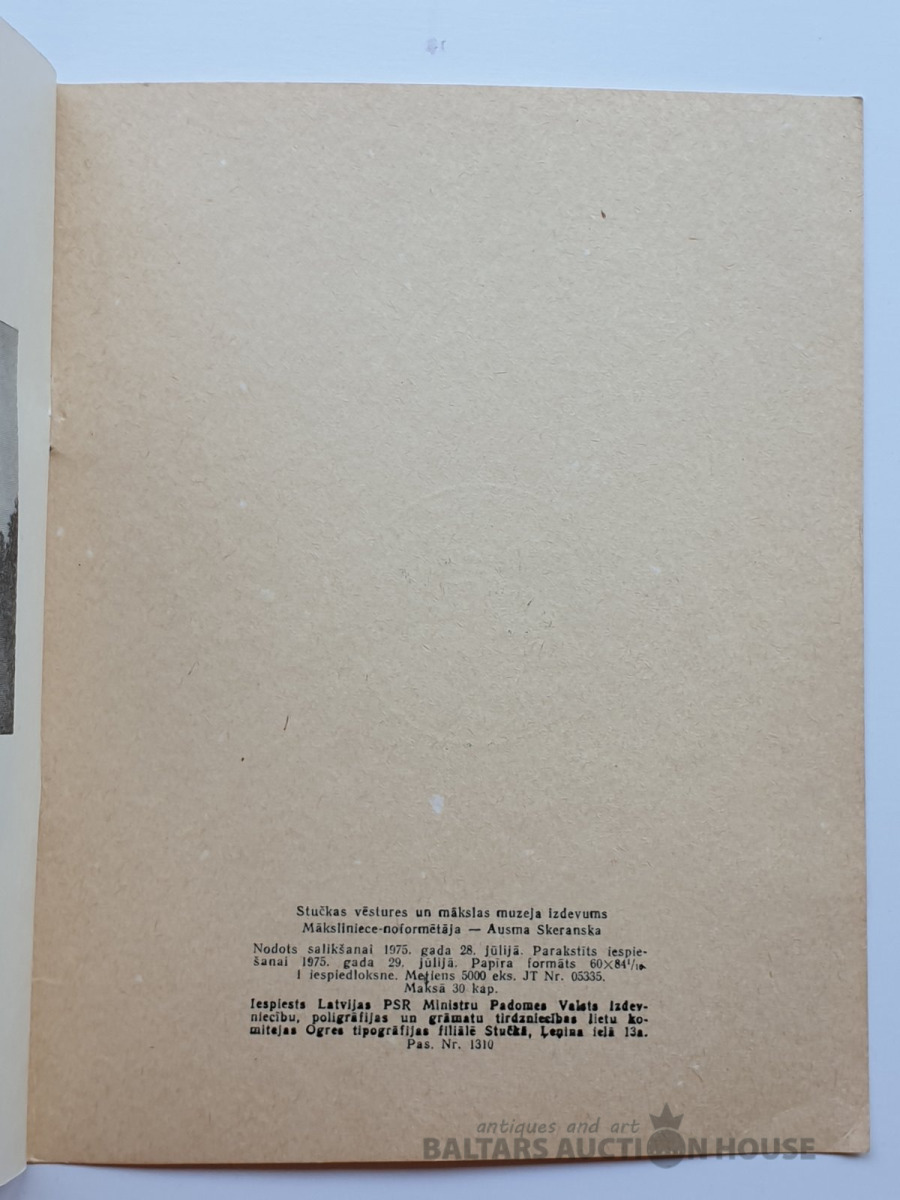 Stučkas vēstures un mākslas muzeja izdevums
Māksliniece-noformētāja — Ausma Skeranska
Nodots salikšanai 1975. gada 28. jūlijā. Parakstīts iespie-
šanai 1975. gada 29. jūlijā. Papīra formāts 60×84¹/₁₆
1 iespiedloksne. Metiens 5000 eks. JT Nr. 05335.
Maksā 30 kap.
Iespiests Latvijas PSR Ministru Padomes Valsts izdev-
niecību, poligrāfijas un grāmatu tirdzniecības lietu ko-
mitejas Ogres tipogrāfijas filiālē Stučkā, Ļeņina ielā 13a.
Pas. Nr. 1310
antiques and art
BALTARS AUCTION HOUSE